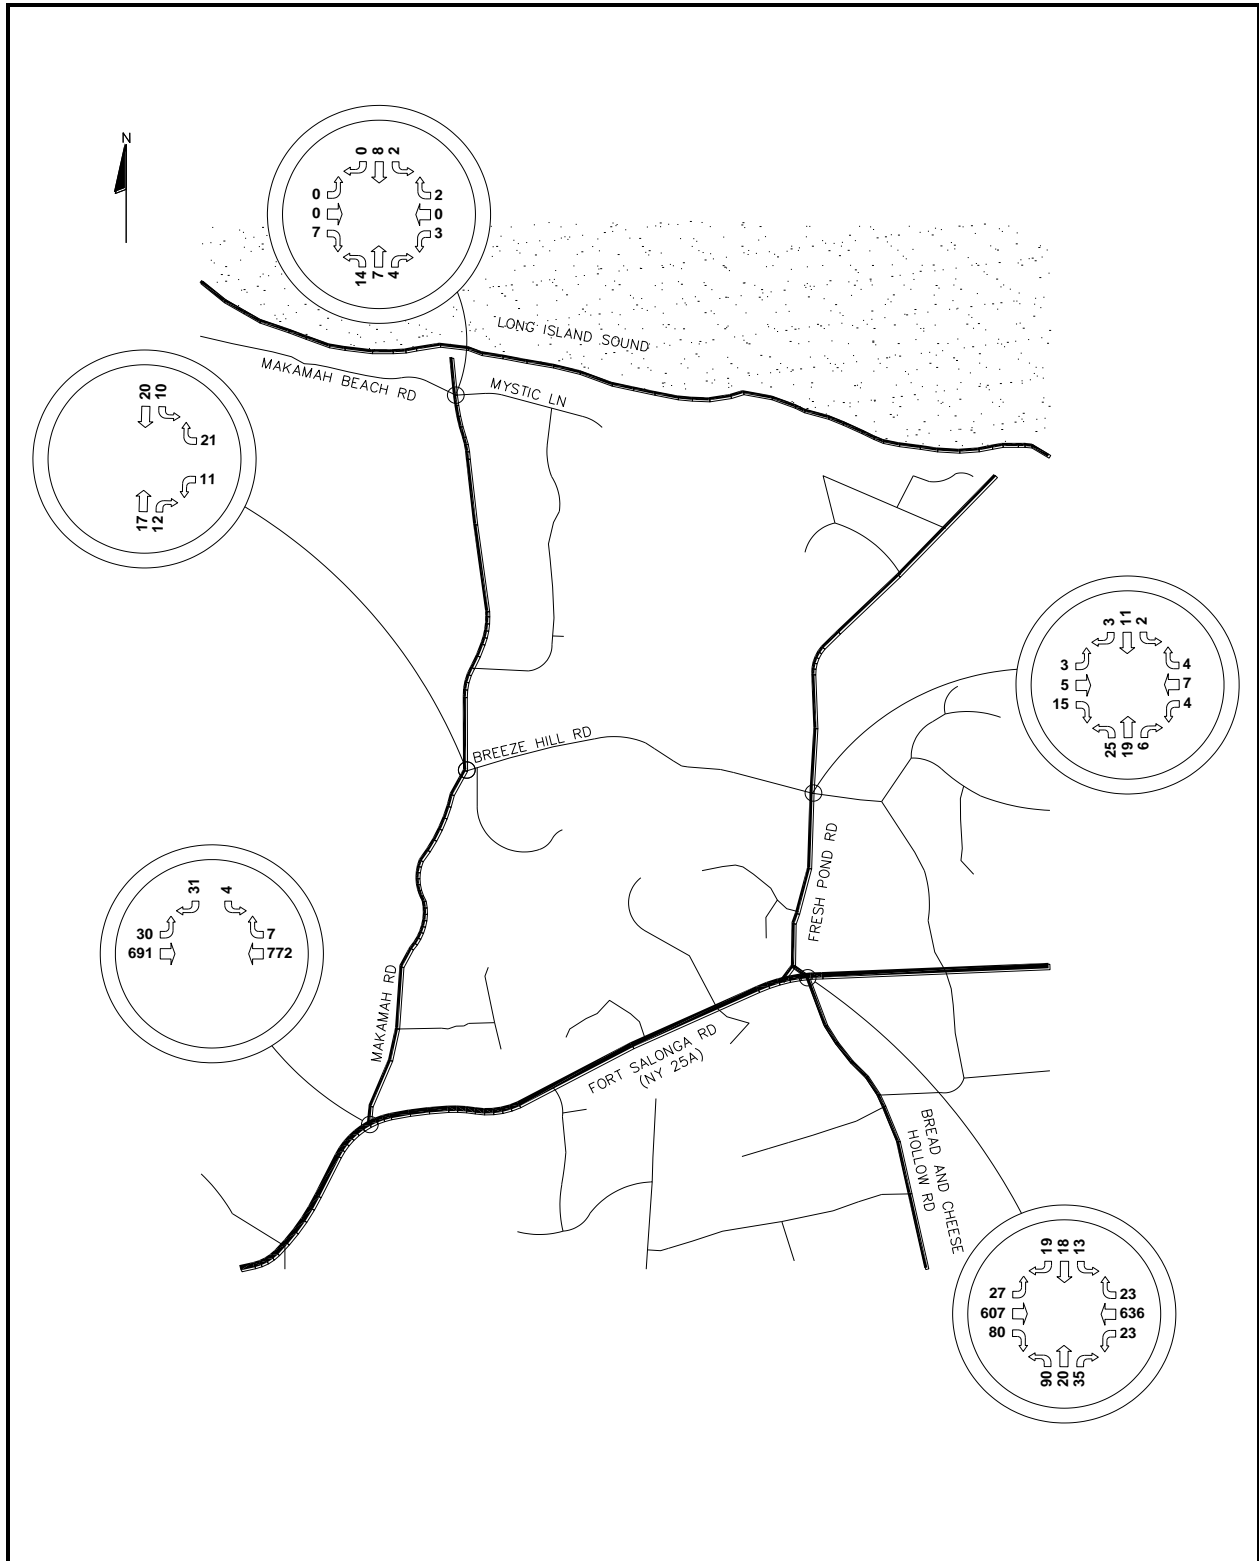 N
0 8 2
0
0
7
2
0
3
14 7 4
LONG ISLAND SOUND
MAKAMAH BEACH RD
MYSTIC LN
20 10
21
11
17 12
3 11 2
3
5
15
4
7
4
25 19 6
BREEZE HILL RD
FRESH POND RD
31 4
30
691
7
772
MAKAMAH RD
FORT SALONGA RD
(NY 25A)
BREAD AND CHEESE
HOLLOW RD
19 18 13
27
607
80
23
636
23
90 20 35